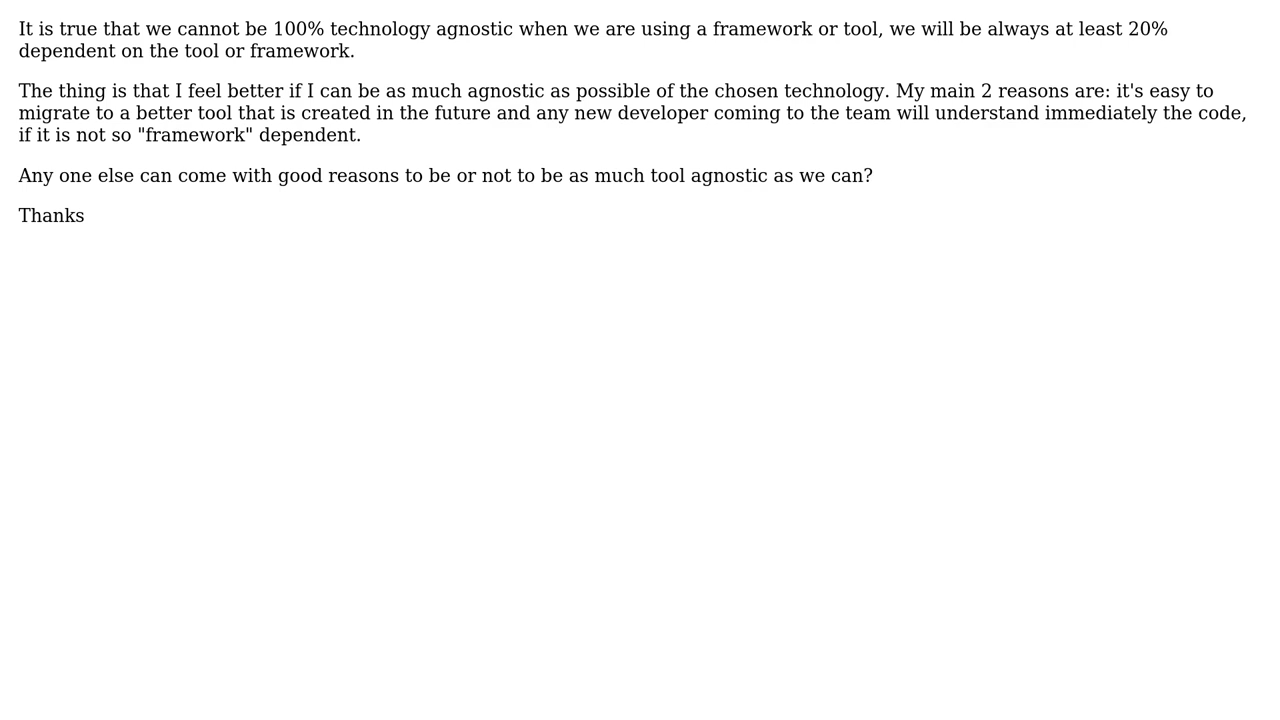 It is true that we cannot be 100% technology agnostic when we are using a framework or tool, we will be always at least 20%
dependent on the tool or framework.
The thing is that I feel better if I can be as much agnostic as possible of the chosen technology. My main 2 reasons are: it's easy to
migrate to a better tool that is created in the future and any new developer coming to the team will understand immediately the code,
if it is not so "framework" dependent.
Any one else can come with good reasons to be or not to be as much tool agnostic as we can?
Thanks